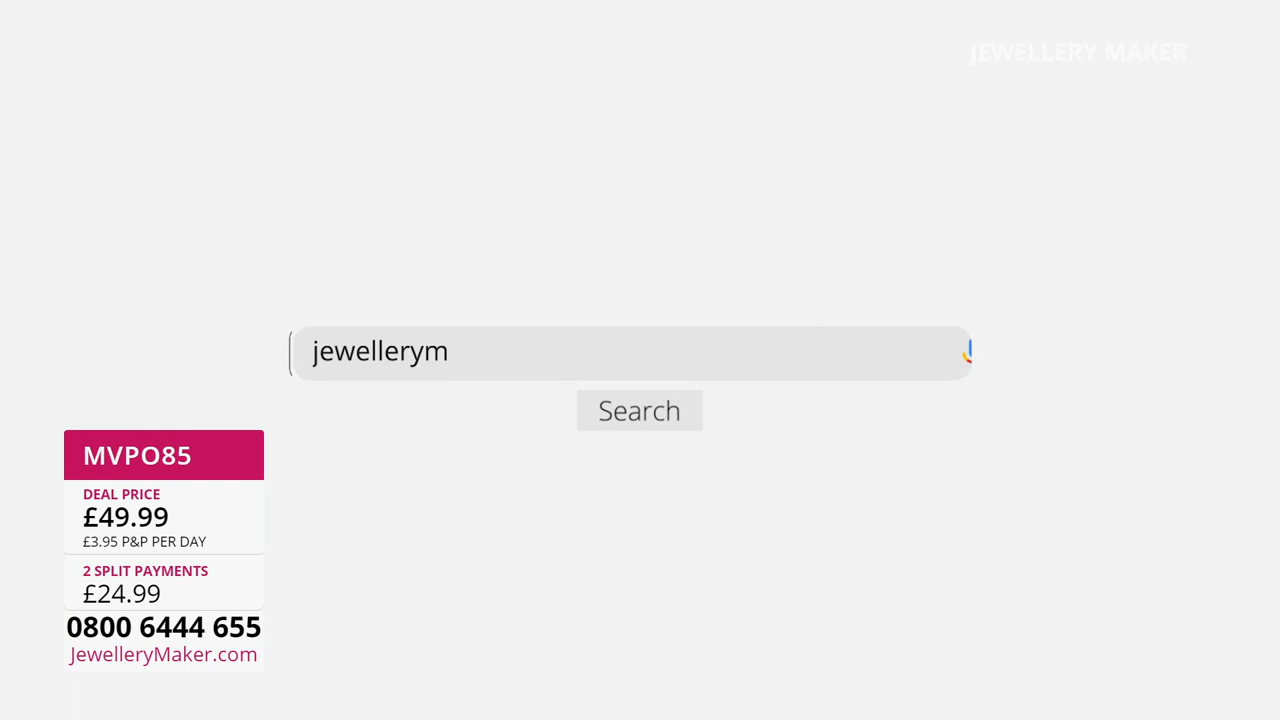 JEWELLERY MAKER
jewellerym
Search
MVPO85
DEAL PRICE
£49.99
£3.95 P&P PER DAY
2 SPLIT PAYMENTS
£24.99
0800 6444 655
JewelleryMaker.com